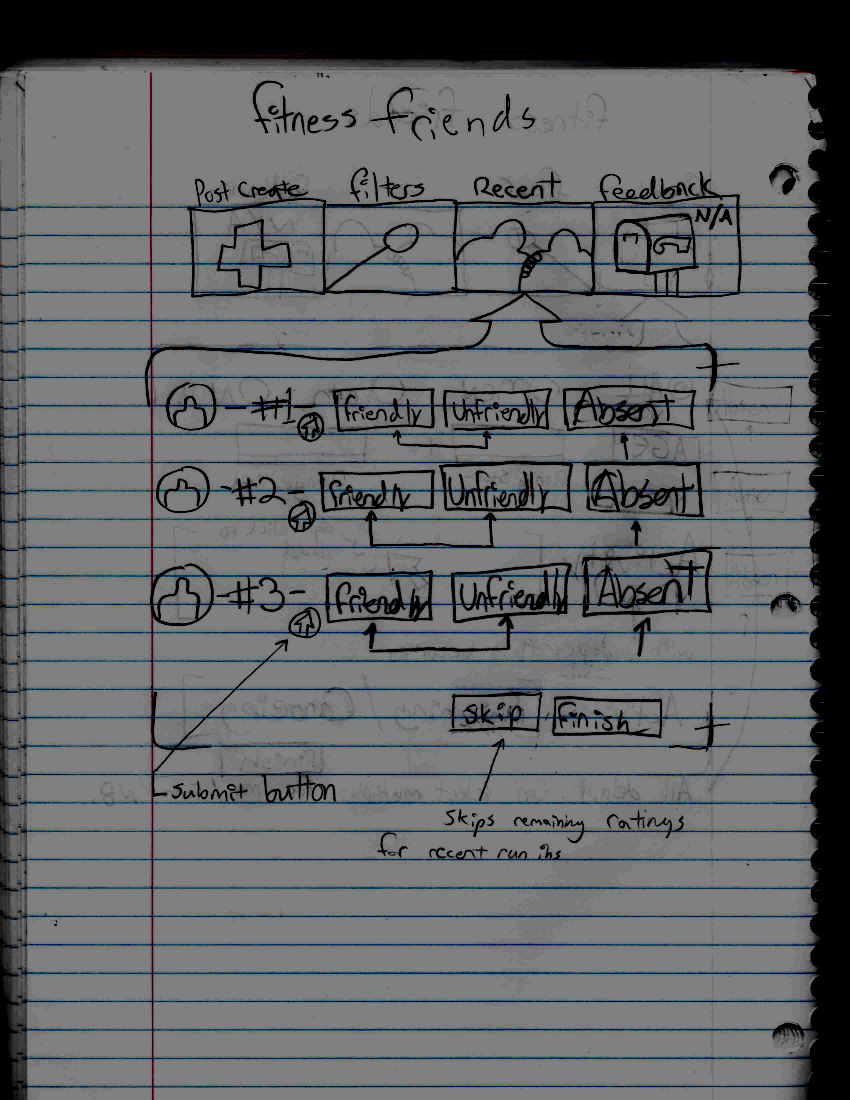 fitness friends
Post Create filters Recent feedback
N/A
#1 friendly Unfriendly Absent
#2 friendly Unfriendly Absent
#3 friendly Unfriendly Absent
Skip finish
submit button
Skips remaining ratings
for recent run ins